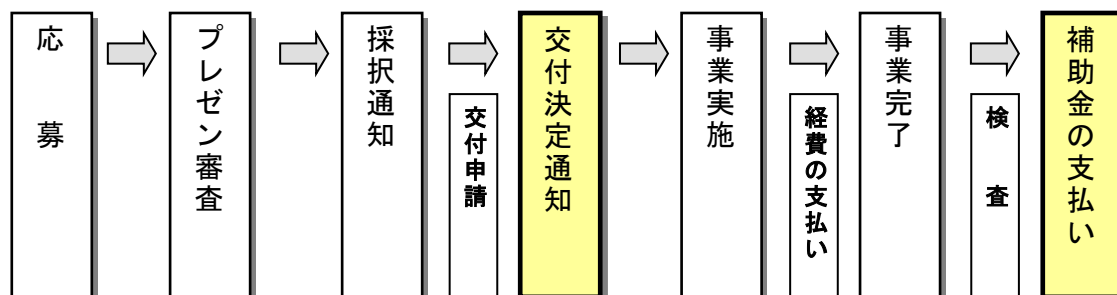 応募
プレゼン審査
採択通知
交付申請
交付決定通知
事業実施
経費の支払い
事業完了
検査
補助金の支払い